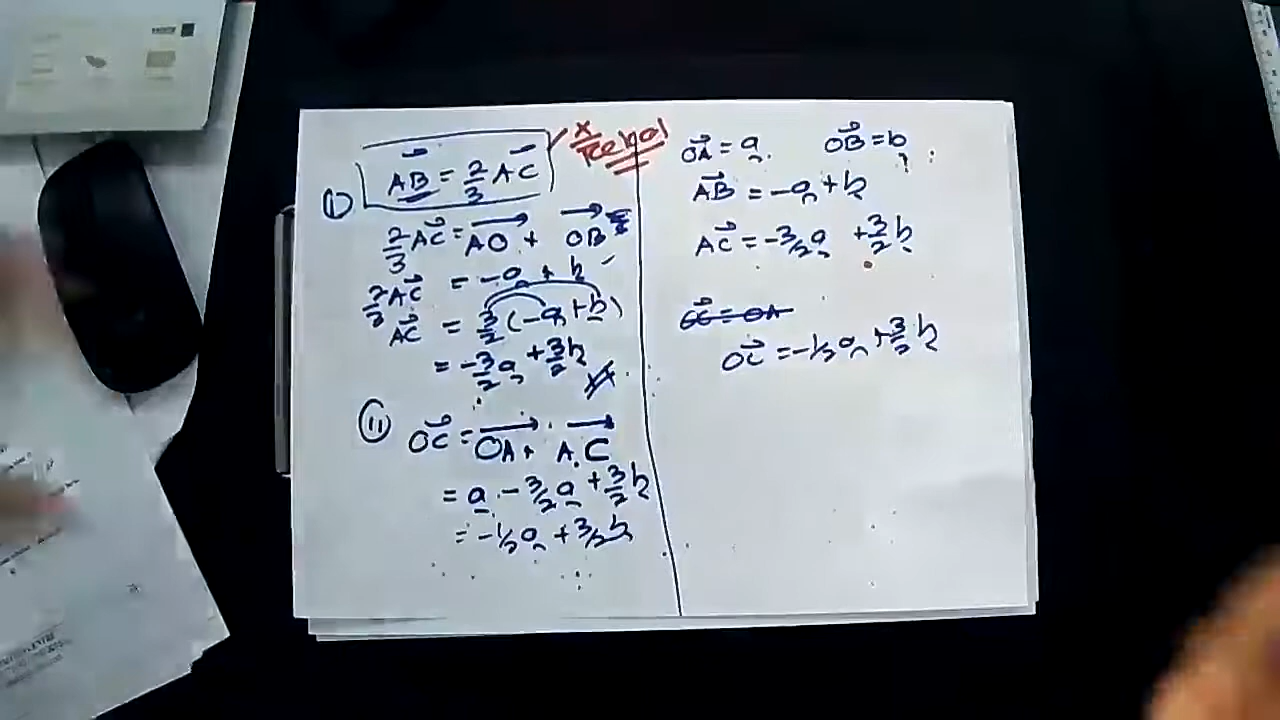 AB = 2/3 AC
① 2/3 AC = AO + OB
2/3 AC = -a + b
AC = 3/2 (-a + b)
= -3/2 a + 3/2 b
(ii) OC = OA + AC
= a - 3/2 a + 3/2 b
= -1/2 a + 3/2 b
OA = a OB = b
AB = -a + b
AC = -3/2 a + 3/2 b
OC = OA
OC = -1/2 a + 3/2 b